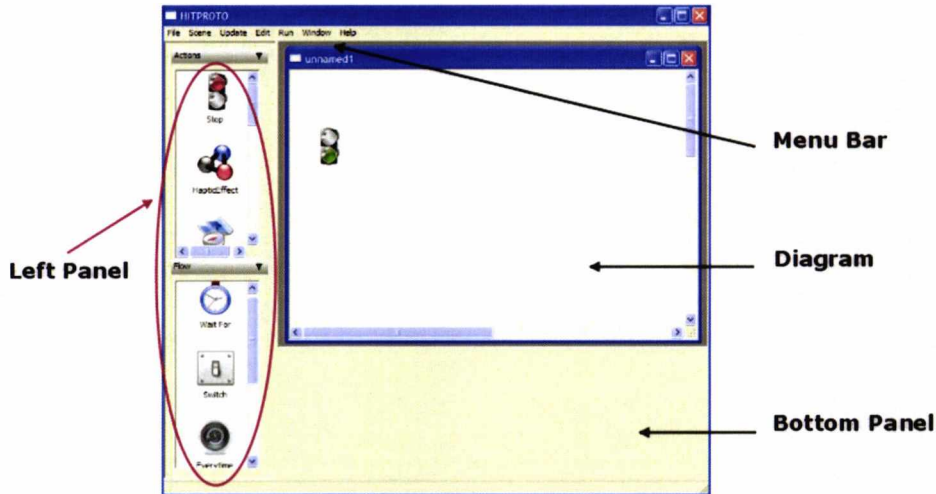 HITPROTO
File Scene Update Edit Run Window Help
Actions
unnamed1
Stop
HapticEffect
Flow
Wait For
Switch
Everytime
Menu Bar
Left Panel
Diagram
Bottom Panel